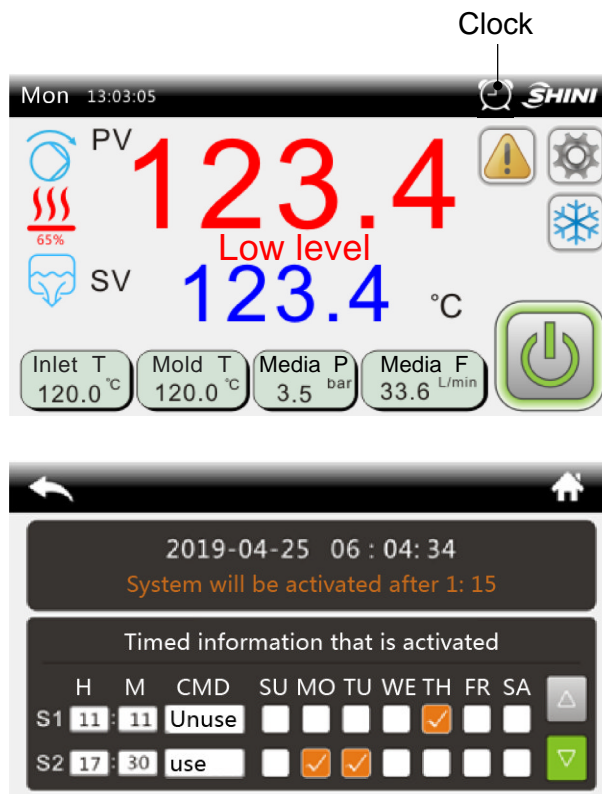 Clock
Mon 13:03:05 SHINI
PV 123.4
65%
Low level
SV 123.4 °C
Inlet T Mold T Media P Media F
120.0 °C 120.0 °C 3.5 bar 33.6 L/min
2019-04-25 06 : 04: 34
System will be activated after 1: 15
Timed information that is activated
H M CMD SU MO TU WE TH FR SA
S1 11 : 11 Unuse
S2 17 : 30 use